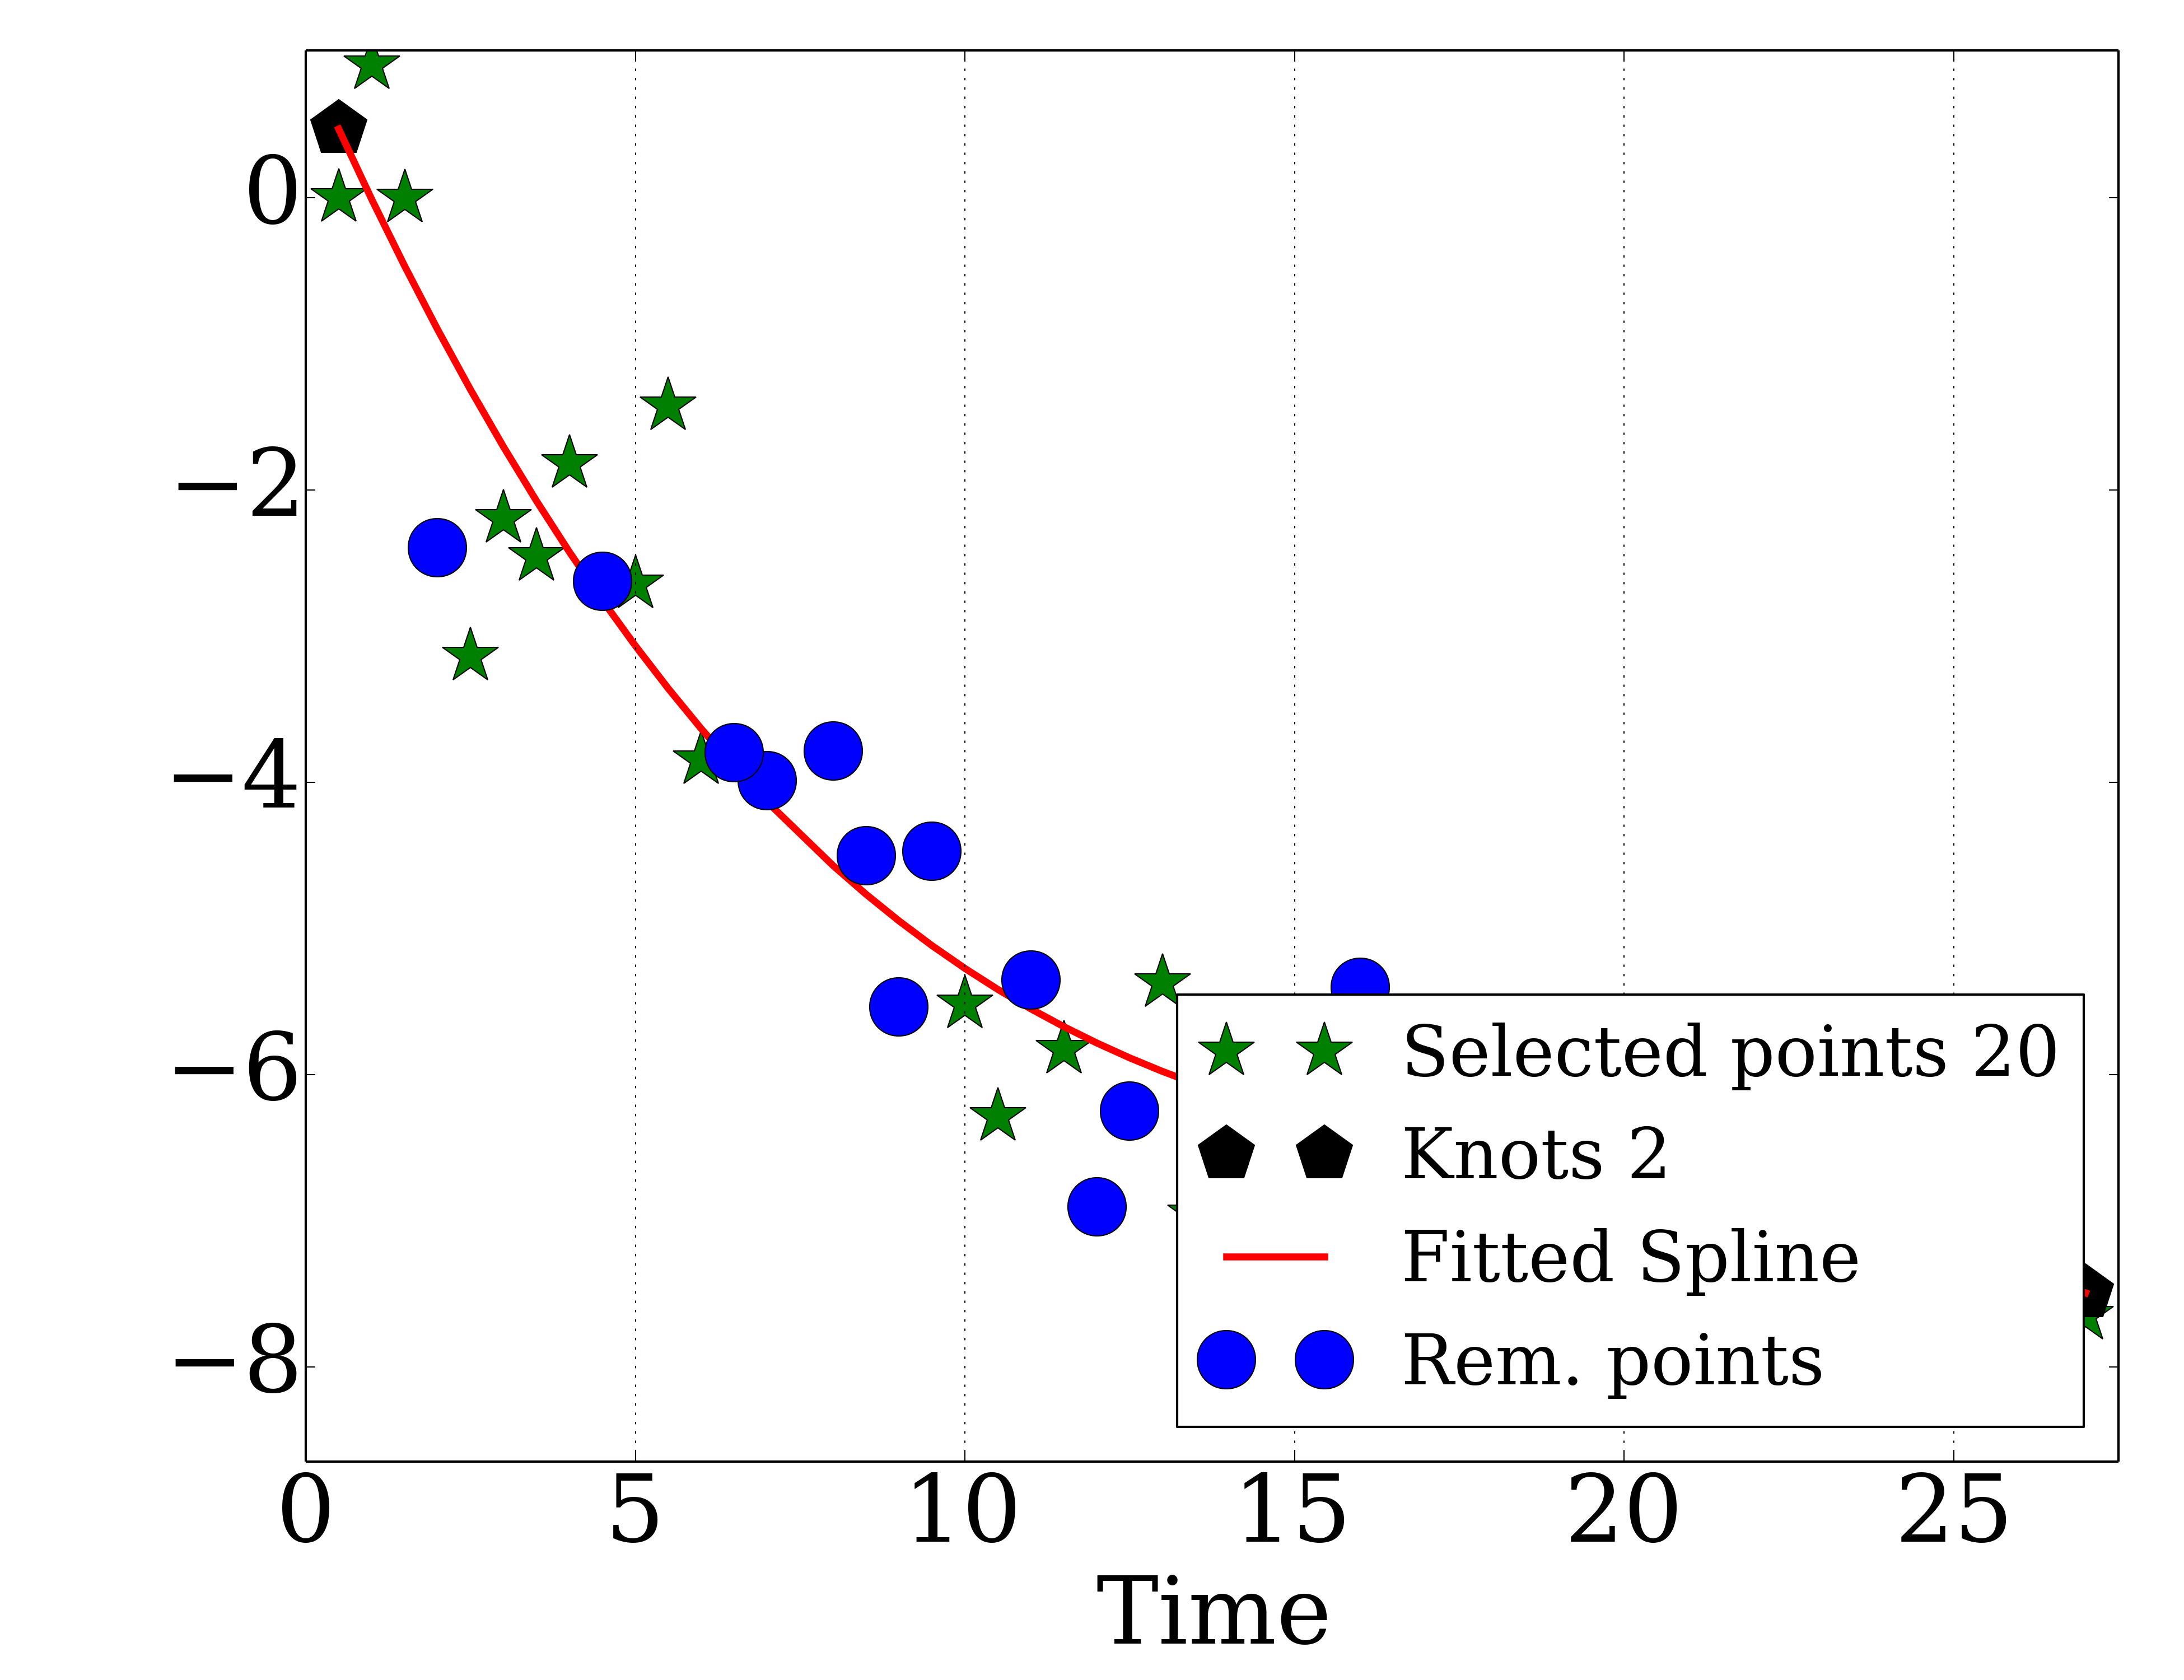 0
−2
−4
−6
−8
Selected points 20
Knots 2
Fitted Spline
Rem. points
0 5 10 15 20 25
Time